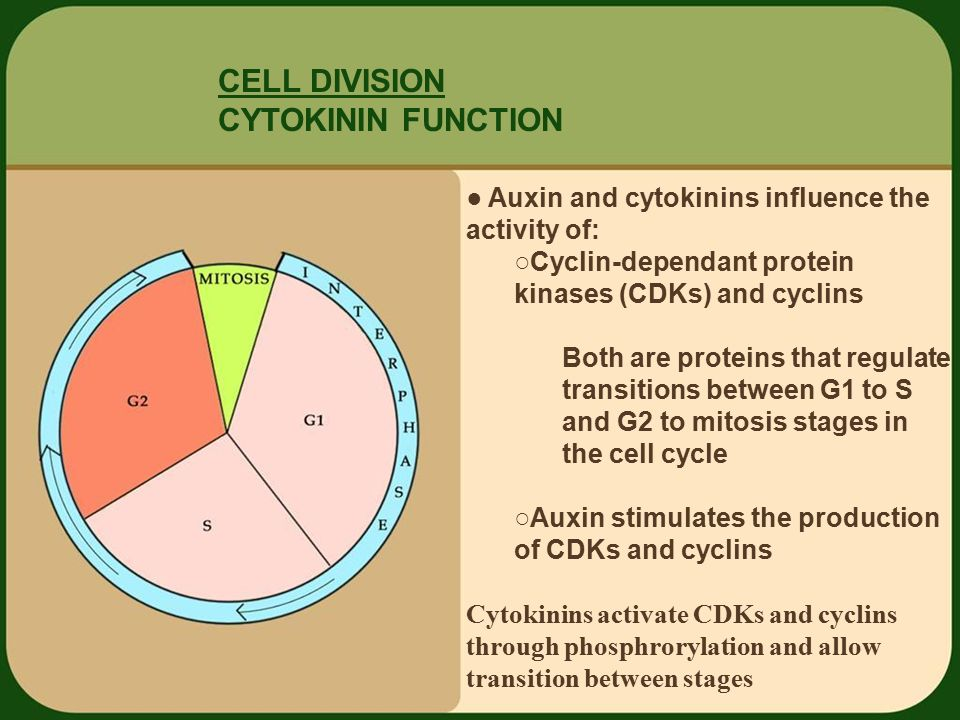 CELL DIVISION
CYTOKININ FUNCTION
● Auxin and cytokinins influence the
activity of:
○Cyclin-dependant protein
kinases (CDKs) and cyclins
Both are proteins that regulate
transitions between G1 to S
and G2 to mitosis stages in
the cell cycle
○Auxin stimulates the production
of CDKs and cyclins
Cytokinins activate CDKs and cyclins
through phosphrorylation and allow
transition between stages
MITOSIS
INTERPHASE
G2
G1
S